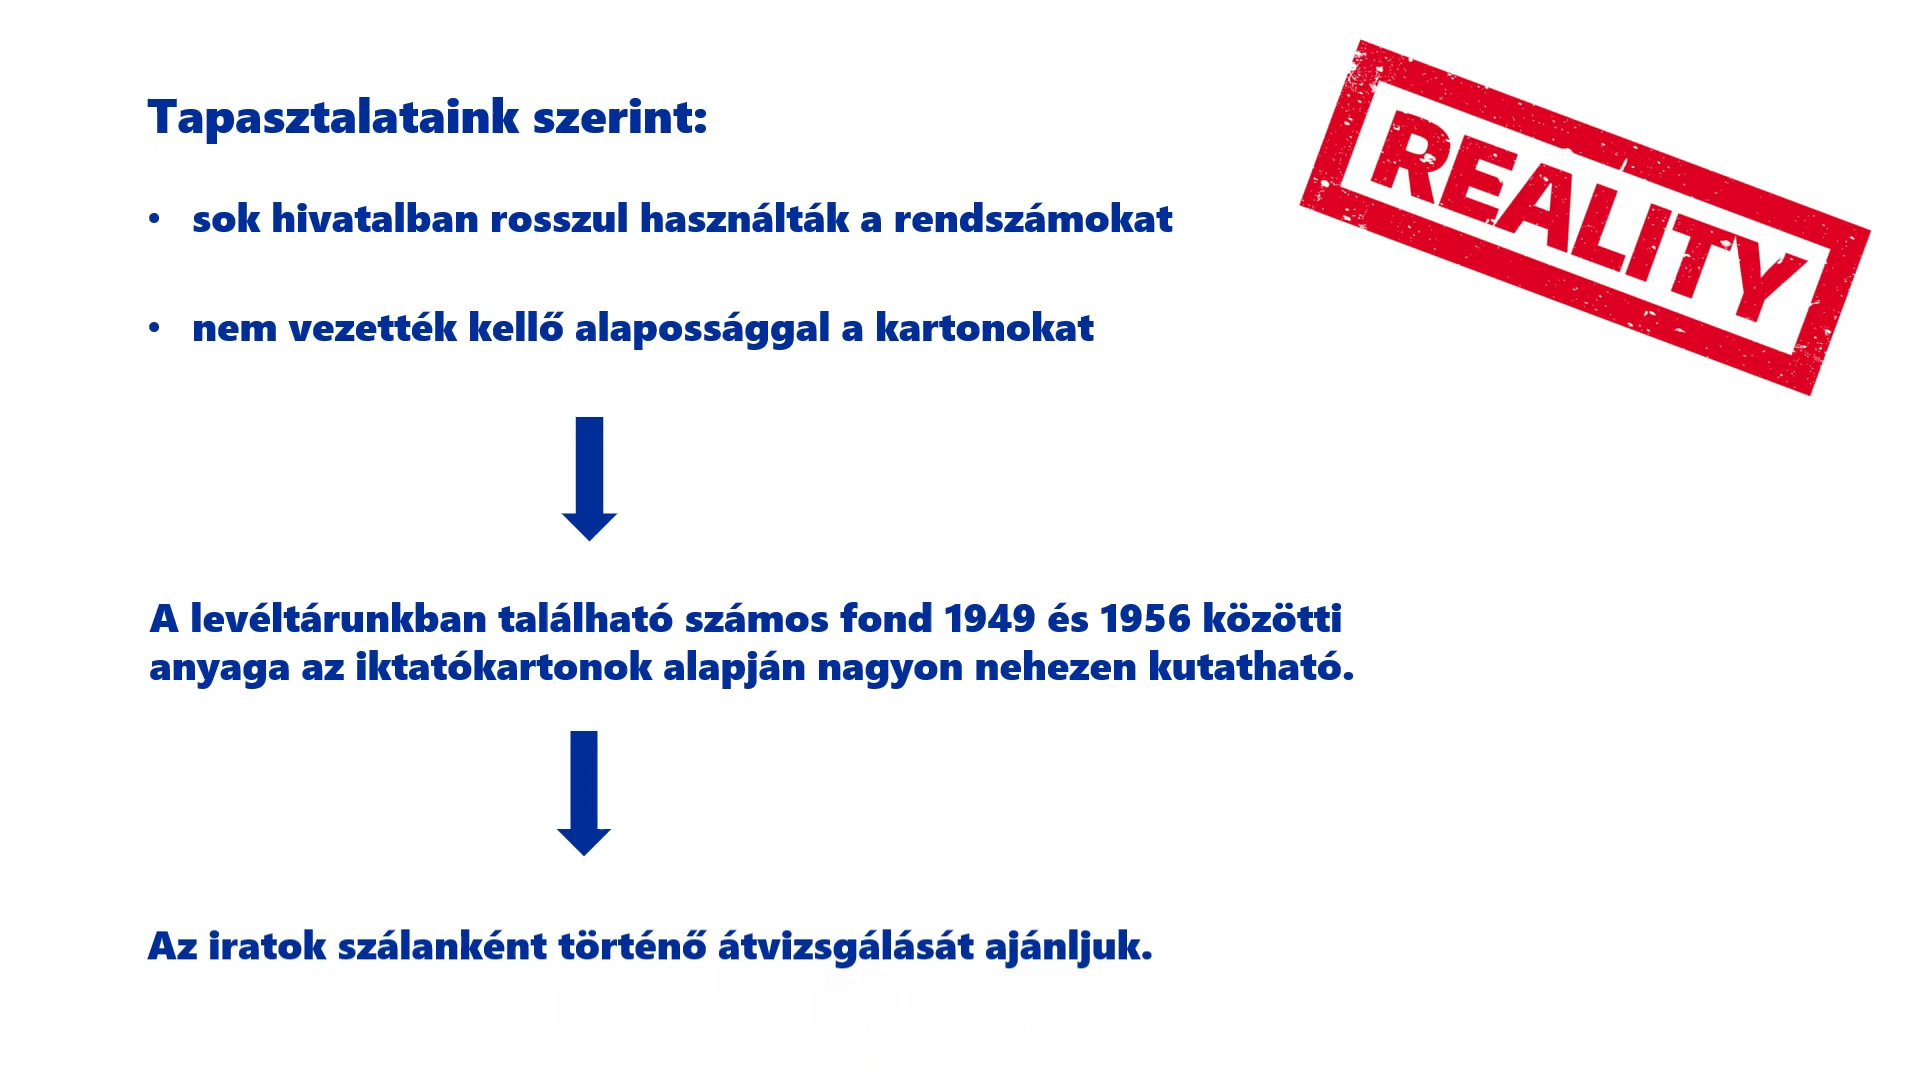 Tapasztalataink szerint:
REALITY
• sok hivatalban rosszul használták a rendszámokat
• nem vezették kellő alapossággal a kartonokat
A levéltárunkban található számos fond 1949 és 1956 közötti
anyaga az iktatókartonok alapján nagyon nehezen kutatható.
Az iratok szálanként történő átvizsgálását ajánljuk.